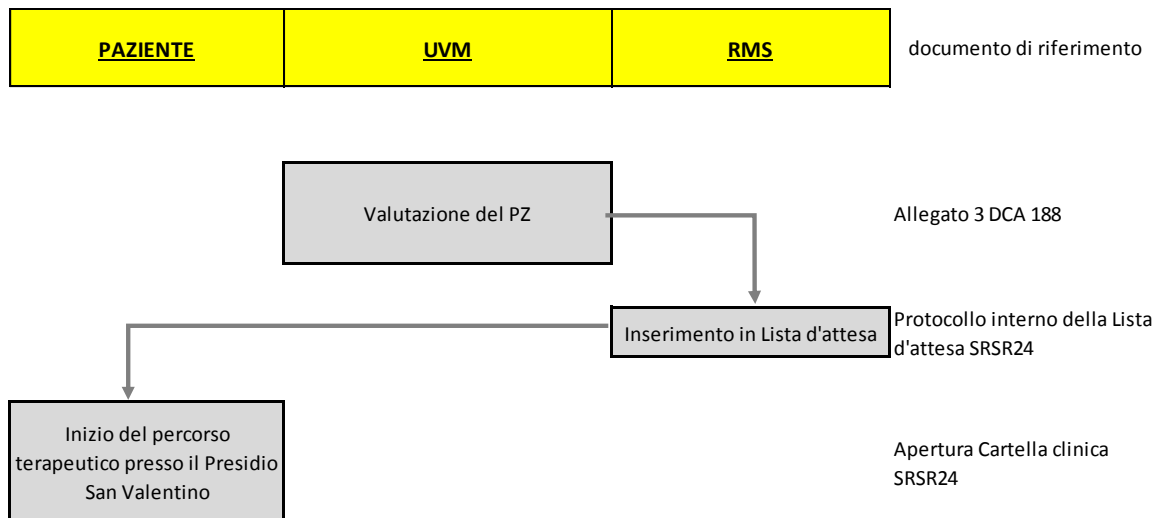 PAZIENTE UVM RMS documento di riferimento
Valutazione del PZ Allegato 3 DCA 188
Inserimento in Lista d'attesa
Protocollo interno della Lista
d'attesa SRSR24
Inizio del percorso
terapeutico presso il Presidio
San Valentino
Apertura Cartella clinica
SRSR24